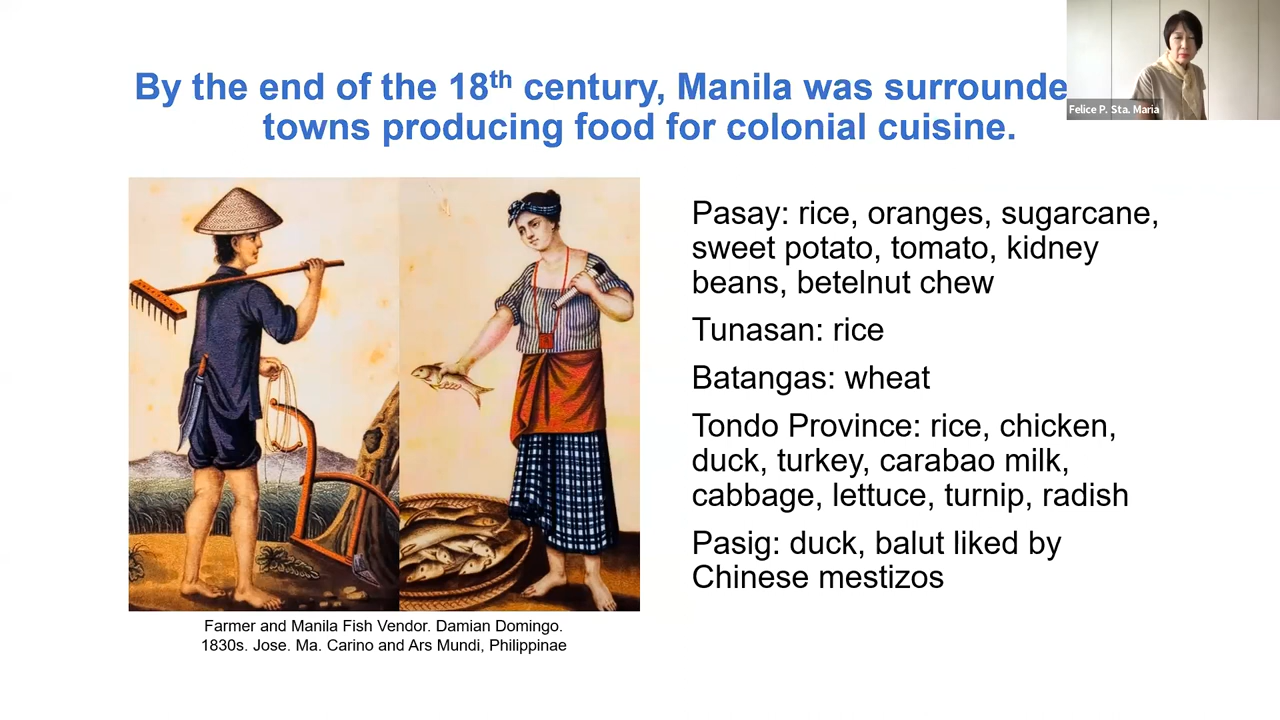 By the end of the 18th century, Manila was surrounde
towns producing food for colonial cuisine.
Felice P. Sta. Maria
Pasay: rice, oranges, sugarcane,
sweet potato, tomato, kidney
beans, betelnut chew
Tunasan: rice
Batangas: wheat
Tondo Province: rice, chicken,
duck, turkey, carabao milk,
cabbage, lettuce, turnip, radish
Pasig: duck, balut liked by
Chinese mestizos
Farmer and Manila Fish Vendor. Damian Domingo.
1830s. Jose. Ma. Carino and Ars Mundi, Philippinae